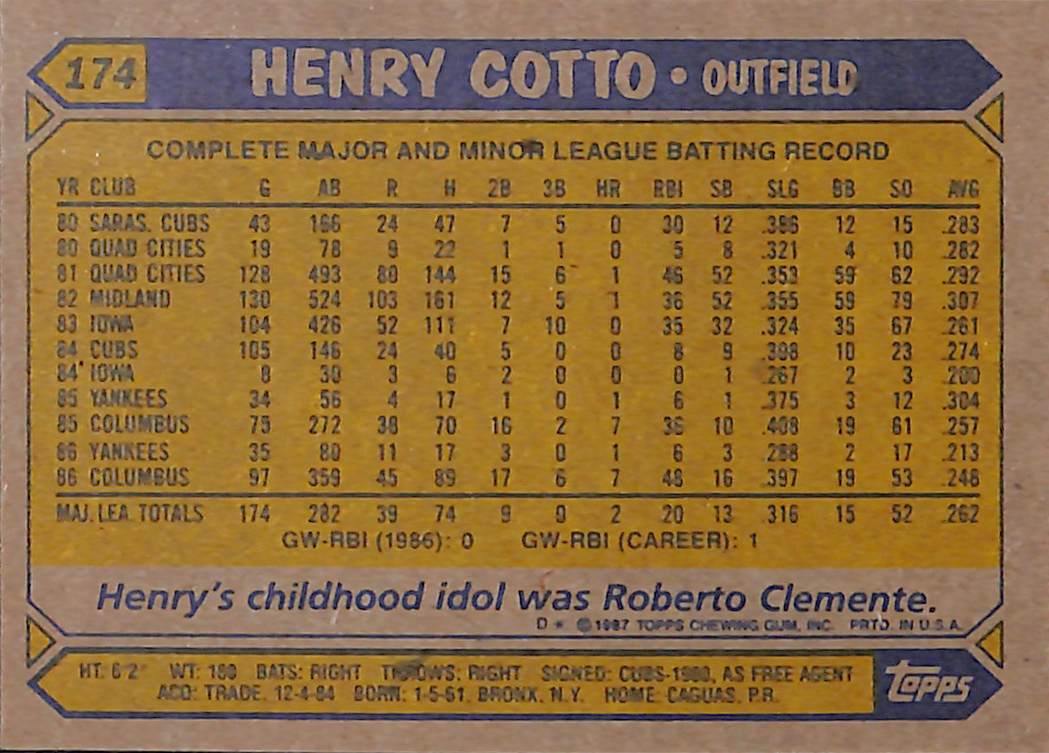 174 HENRY COTTO • OUTFIELD
COMPLETE MAJOR AND MINOR LEAGUE BATTING RECORD
YR CLUB G AB R H 2B 3B HR RBI SB SLG BB SO AVG
80 SARAS. CUBS 43 166 24 47 7 5 0 30 12 .386 12 15 .283
80 QUAD CITIES 19 78 9 22 1 1 0 5 8 .321 4 10 .282
81 QUAD CITIES 128 493 80 144 15 6 1 46 52 .353 59 62 .292
82 MIDLAND 130 524 103 161 12 5 1 36 52 .355 59 79 .307
83 IOWA 104 426 52 111 7 10 0 35 32 .324 35 67 .261
84 CUBS 105 146 24 40 5 0 0 8 9 .308 10 23 .274
84 IOWA 8 30 3 6 2 0 0 0 1 .267 2 3 .200
85 YANKEES 34 56 4 17 1 0 1 6 1 .375 3 12 .304
85 COLUMBUS 75 272 38 70 16 2 7 36 10 .408 19 61 .257
86 YANKEES 35 80 11 17 3 0 1 6 3 .288 2 17 .213
86 COLUMBUS 97 359 45 89 17 6 7 48 16 .397 19 53 .248
MAJ. LEA. TOTALS 174 282 39 74 9 0 2 20 13 .316 15 52 .262
GW-RBI (1986): 0 GW-RBI (CAREER): 1
Henry's childhood idol was Roberto Clemente.
D* © 1987 TOPPS CHEWING GUM, INC. PRTD. IN U.S.A.
HT: 6'2" WT: 180 BATS: RIGHT THROWS: RIGHT SIGNED: CUBS-1980, AS FREE AGENT
ACQ: TRADE, 12-4-84 BORN: 1-5-61, BRONX, N.Y. HOME: CAGUAS, P.R.
topps